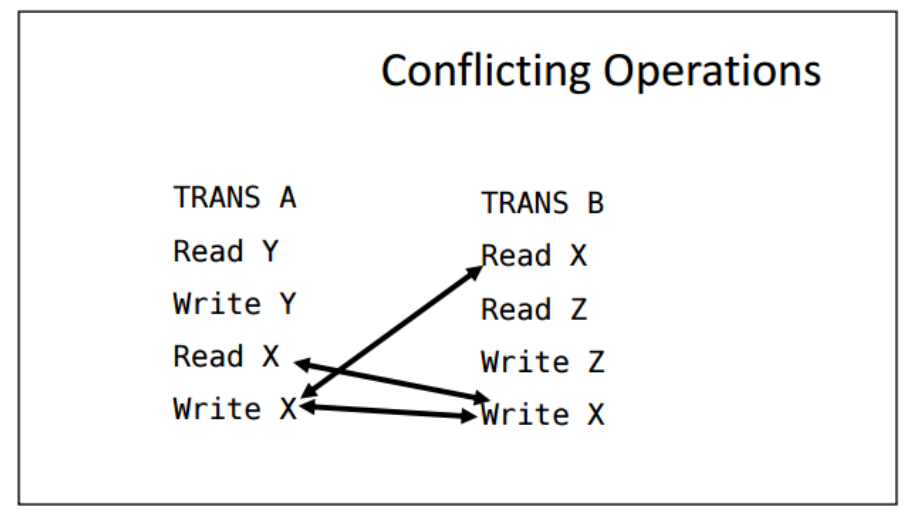 Conflicting Operations
TRANS A
Read Y
Write Y
Read X
Write X
TRANS B
Read X
Read Z
Write Z
Write X